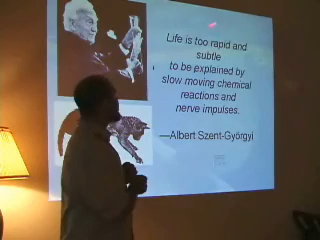 Life is too rapid and
subtle
to be explained by
slow moving chemical
reactions and
nerve impulses.
—Albert Szent-Györgyi